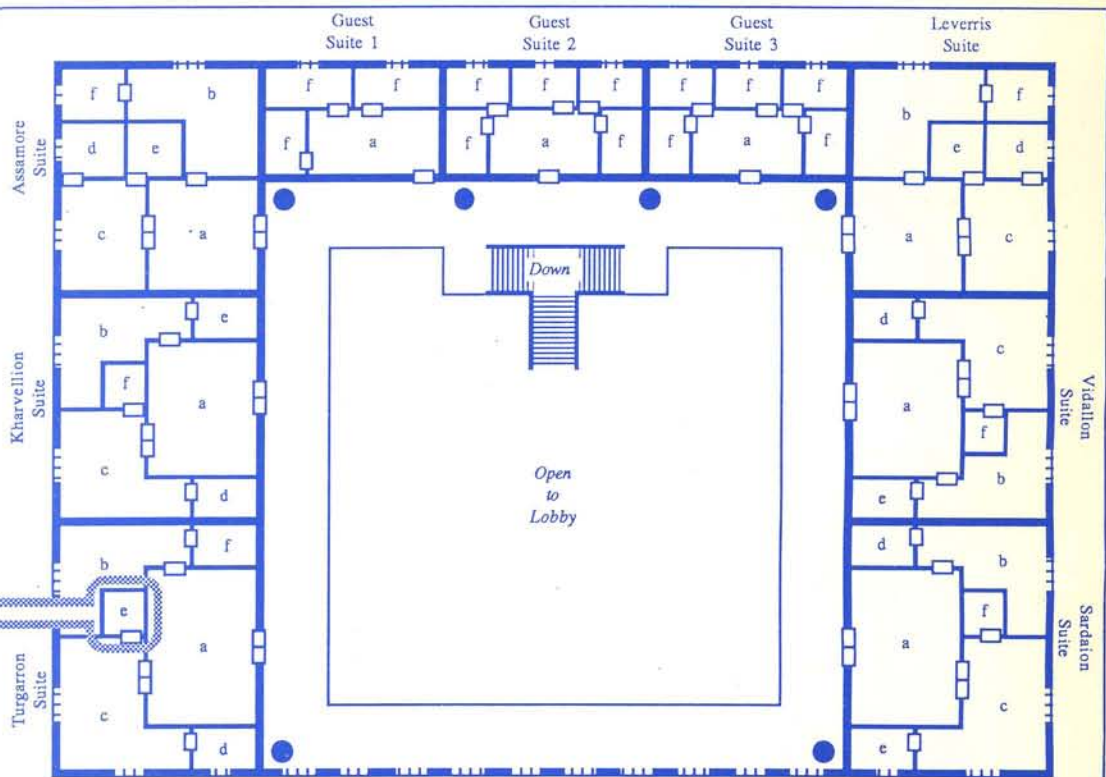 Guest
Suite 1
Guest
Suite 2
Guest
Suite 3
Leverris
Suite
Assamore
Suite
f
b
d
e
c
a
f
f
f
a
f
f
f
f
a
f
f
f
f
f
a
f
b
f
e
d
a
c
Down
Kharvellion
Suite
b
e
f
a
c
d
Open
to
Lobby
Vidallon
Suite
d
c
a
f
b
e
Turgarron
Suite
b
f
e
a
c
d
Sardaion
Suite
d
b
f
a
c
e